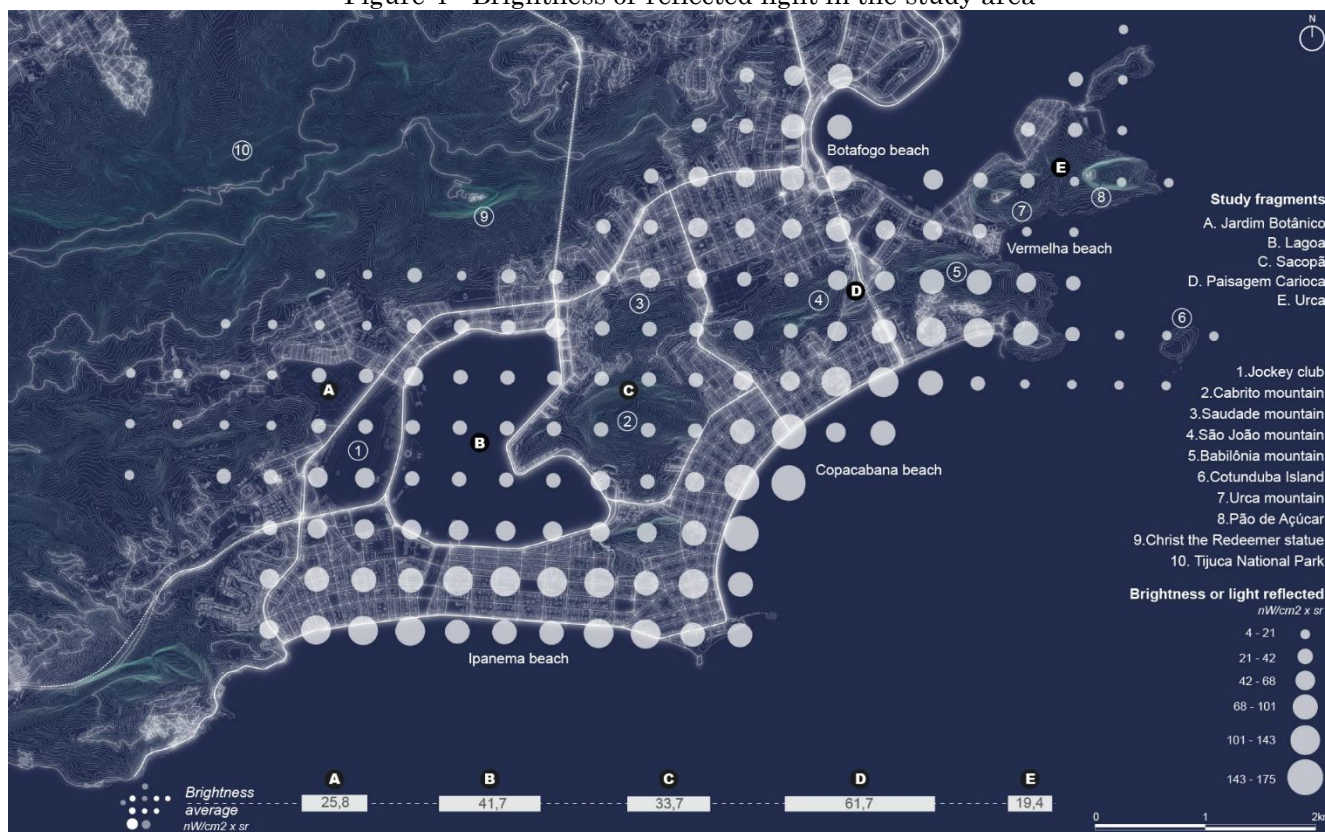 Figure 4 - Brightness of reflected light in the study area
N
10
Botafogo beach
E
9
7
8
Study fragments
A. Jardim Botânico
B. Lagoa
C. Sacopã
D. Paisagem Carioca
E. Urca
Vermelha beach
5
3
4
D
6
A
C
2
1
B
Copacabana beach
1.Jockey club
2.Cabrito mountain
3.Saudade mountain
4.São João mountain
5.Babilônia mountain
6.Cotunduba Island
7.Urca mountain
8.Pão de Açúcar
9.Christ the Redeemer statue
10. Tijuca National Park
Brightness or light reflected
nW/cm2 x sr
4 - 21
21 - 42
42 - 68
68 - 101
101 - 143
143 - 175
Ipanema beach
Brightness
average
nW/cm2 x sr
A B C D E
25,8 41,7 33,7 61,7 19,4
0 1 2km